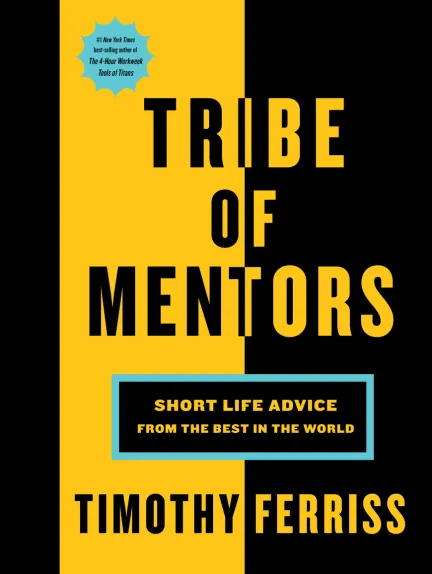 #1 New York Times
best-selling author of
The 4-Hour Workweek
Tools of Titans
TRIBE
OF
MENTORS
SHORT LIFE ADVICE
FROM THE BEST IN THE WORLD
TIMOTHY FERRISS